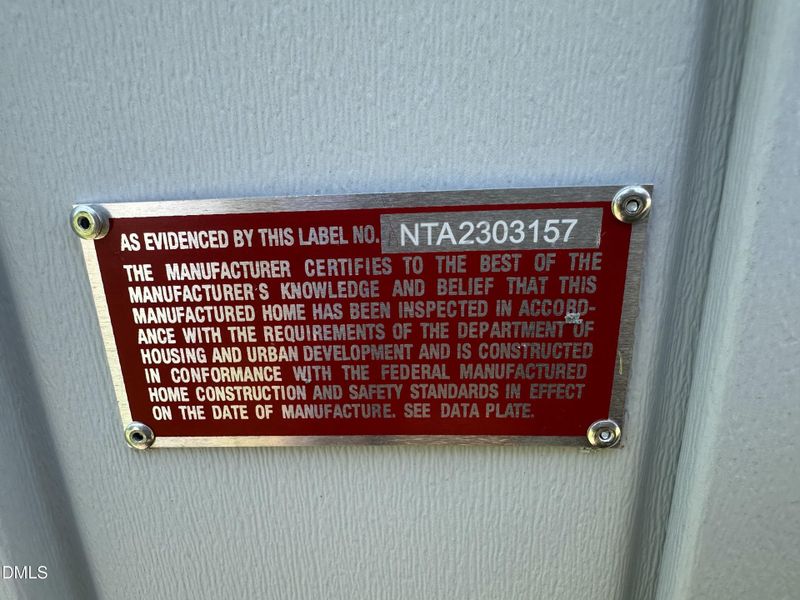 AS EVIDENCED BY THIS LABEL NO. NTA2303157
THE MANUFACTURER CERTIFIES TO THE BEST OF THE
MANUFACTURER'S KNOWLEDGE AND BELIEF THAT THIS
MANUFACTURED HOME HAS BEEN INSPECTED IN ACCORD-
ANCE WITH THE REQUIREMENTS OF THE DEPARTMENT OF
HOUSING AND URBAN DEVELOPMENT AND IS CONSTRUCTED
IN CONFORMANCE WITH THE FEDERAL MANUFACTURED
HOME CONSTRUCTION AND SAFETY STANDARDS IN EFFECT
ON THE DATE OF MANUFACTURE. SEE DATA PLATE.
DMLS